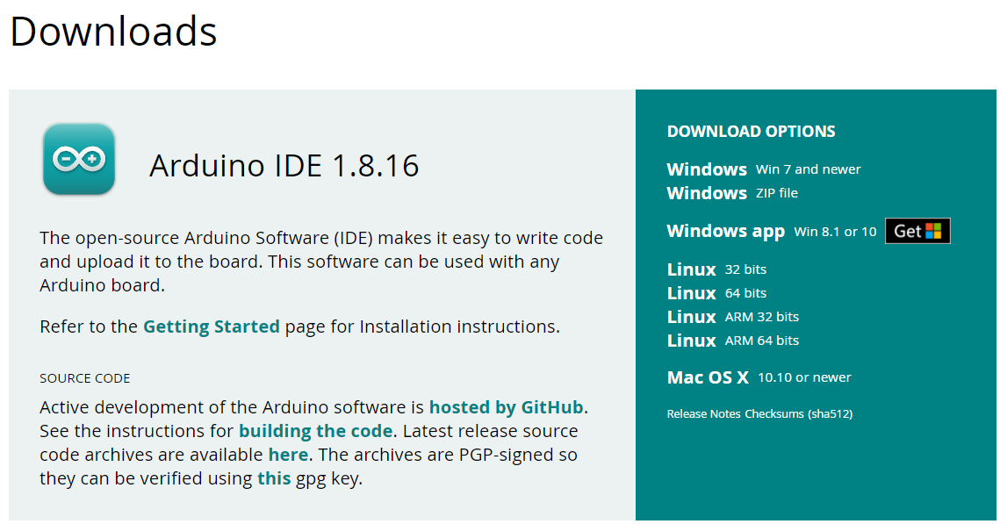 Downloads
Arduino IDE 1.8.16
The open-source Arduino Software (IDE) makes it easy to write code
and upload it to the board. This software can be used with any
Arduino board.
Refer to the Getting Started page for Installation instructions.
SOURCE CODE
Active development of the Arduino software is hosted by GitHub.
See the instructions for building the code. Latest release source
code archives are available here. The archives are PGP-signed so
they can be verified using this gpg key.
DOWNLOAD OPTIONS
Windows Win 7 and newer
Windows ZIP file
Windows app Win 8.1 or 10 Get
Linux 32 bits
Linux 64 bits
Linux ARM 32 bits
Linux ARM 64 bits
Mac OS X 10.10 or newer
Release Notes Checksums (sha512)